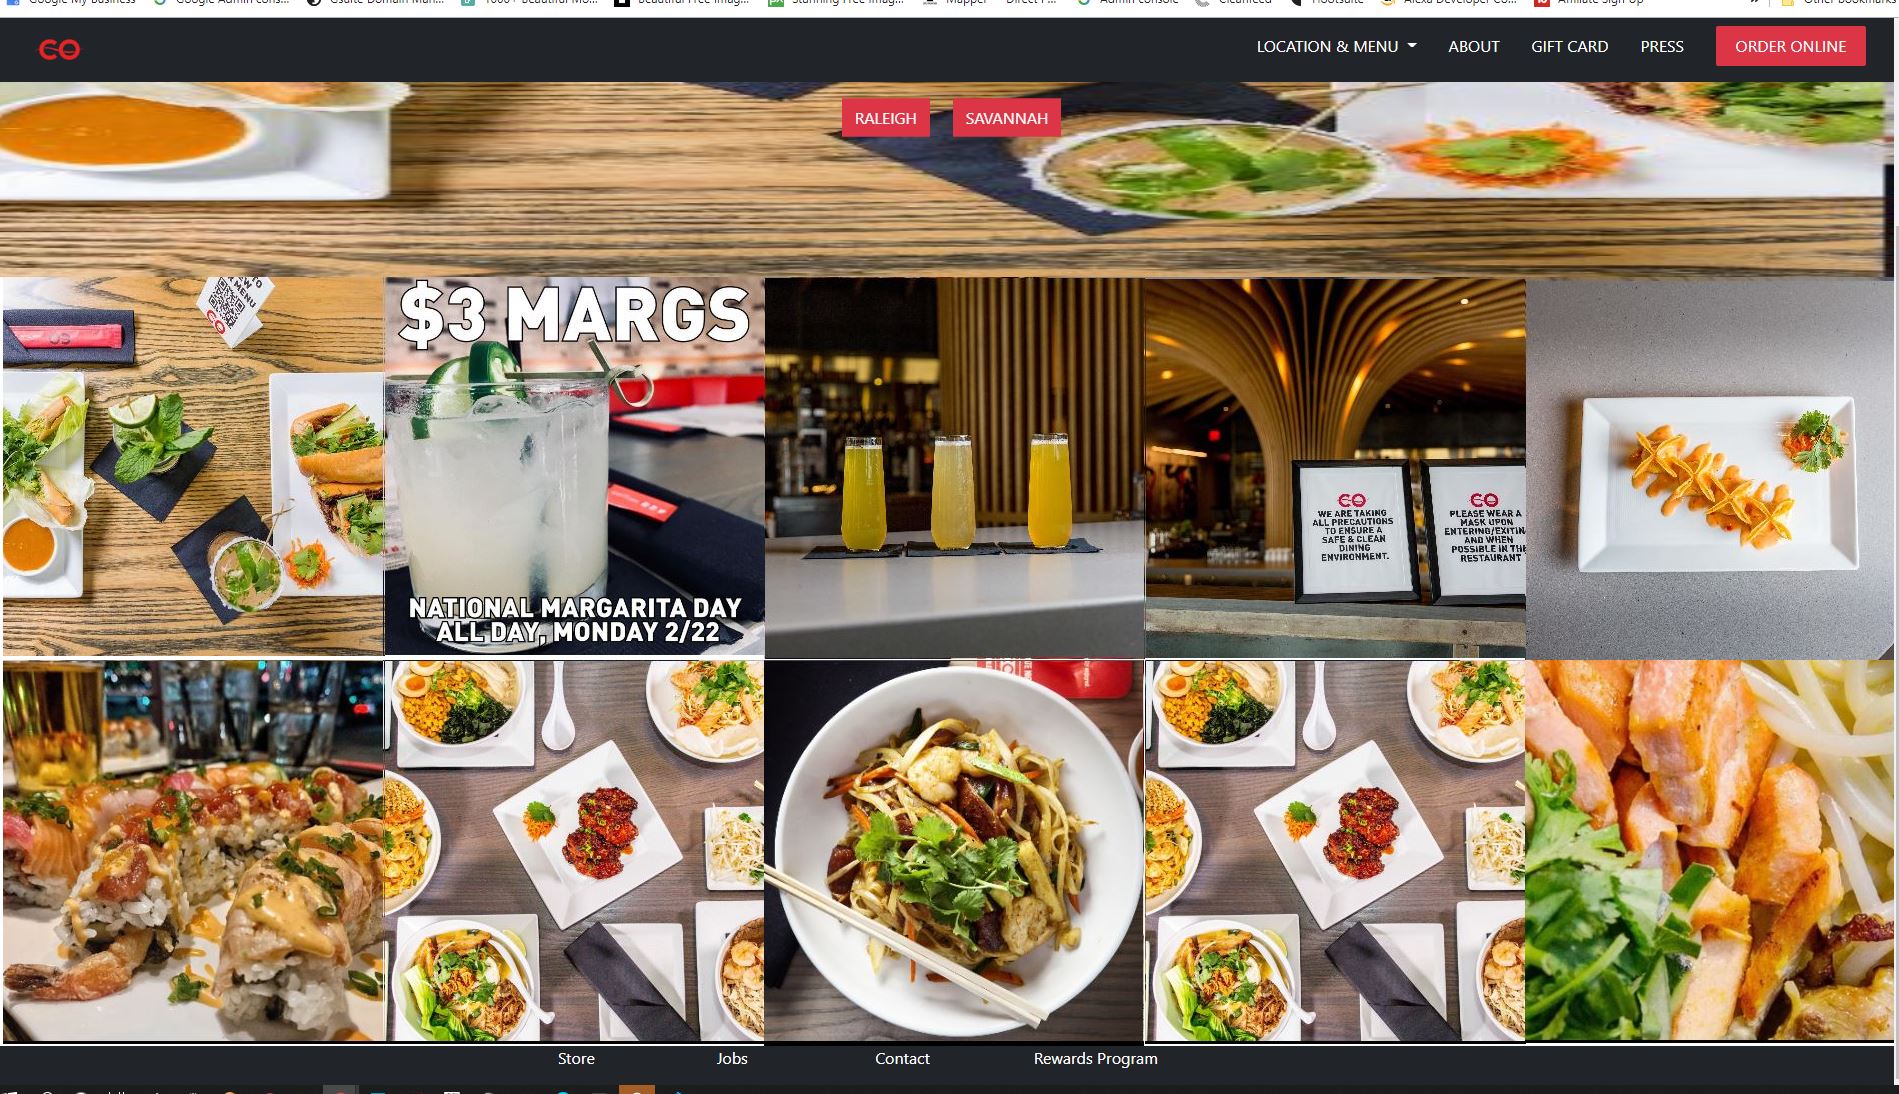 Google My Business
Google Admin Cons...
Gsuite Domain Man...
1000+ Beautiful Mo...
Beautiful Free Imag...
Stunning Free Imag...
Mapper
Direct P...
Admin console
Cleanfeed
Hootsuite
Alexa Developer Co...
Affiliate Sign Up
Other bookmarks
CO
LOCATION & MENU
ABOUT
GIFT CARD
PRESS
ORDER ONLINE
RALEIGH
SAVANNAH
MENU
CO
$3 MARGS
NATIONAL MARGARITA DAY
ALL DAY, MONDAY 2/22
CO
WE ARE TAKING
ALL PRECAUTIONS
TO ENSURE A
SAFE & CLEAN
DINING
ENVIRONMENT.
CO
PLEASE WEAR A
MASK UPON
ENTERING/EXITIN
AND WHEN
POSSIBLE IN THE
RESTAURANT
Store
Jobs
Contact
Rewards Program